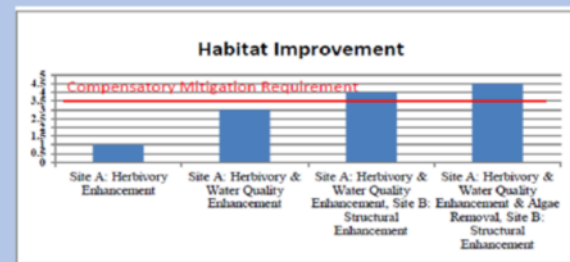 Habitat Improvement
Compensatory Mitigation Requirement
5
4.5
4
3.5
3
2.5
2
1.5
1
0.5
0
Site A: Herbivory
Enhancement
Site A: Herbivory &
Water Quality
Enhancement
Site A: Herbivory &
Water Quality
Enhancement, Site B:
Structural
Enhancement
Site A: Herbivory &
Water Quality
Enhancement & Algae
Removal, Site B:
Structural
Enhancement